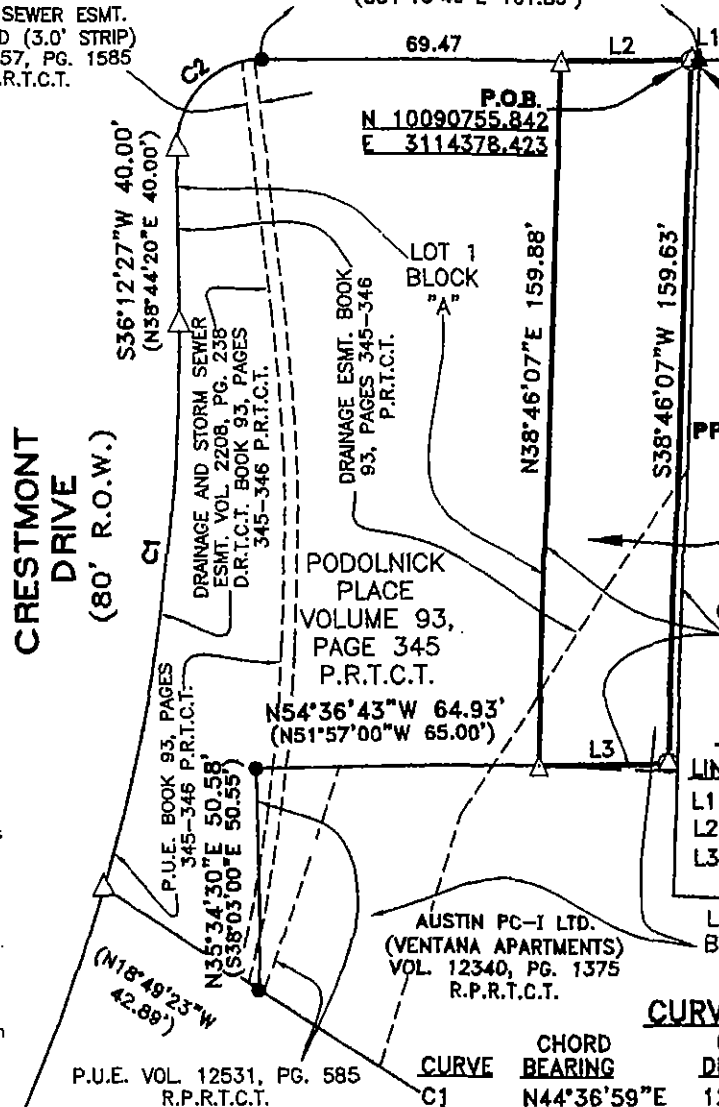 SEWER ESMT.
(3.0' STRIP)
57, PG. 1585
.R.T.C.T.
C2
69.47
L2
L1
P.O.B.
N 10090755.842
E 3114378.423
S36°12'27"W 40.00'
(N38°44'20"E 40.00')
LOT 1
BLOCK
"A"
DRAINAGE ESMT. BOOK
93, PAGES 345-346
P.R.T.C.T.
N38°46'07"E 159.88'
S38°46'07"W 159.63'
DRAINAGE AND STORM SEWER
ESMT. VOL. 2208, PG. 238
D.R.T.C.T. BOOK 93, PAGES
345-346 P.R.T.C.T.
CRESTMONT
DRIVE
(80' R.O.W.)
C1
PODOLNICK
PLACE
VOLUME 93,
PAGE 345
P.R.T.C.T.
N54°36'43"W 64.93'
(N51°57'00"W 65.00')
L3
P.U.E. BOOK 93, PAGES
345-346 P.R.T.C.T.
N35°34'30"E 50.58'
(S38°03'00"E 50.55')
L1
L2
L3
AUSTIN PC-I LTD.
(VENTANA APARTMENTS)
VOL. 12340, PG. 1375
R.P.R.T.C.T.
(N18°49'23"W
42.89')
P.U.E. VOL. 12531, PG. 585
R.P.R.T.C.T.
CURV
CURVE
CHORD
BEARING
C1
N44°36'59"E